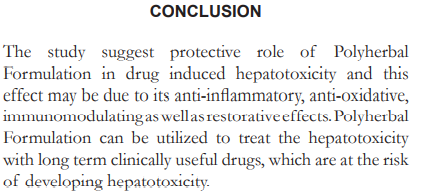 CONCLUSION
The study suggest protective role of Polyherbal
Formulation in drug induced hepatotoxicity and this
effect may be due to its anti-inflammatory, anti-oxidative,
immunomodulating as well as restorative effects. Polyherbal
Formulation can be utilized to treat the hepatotoxicity
with long term clinically useful drugs, which are at the risk
of developing hepatotoxicity.